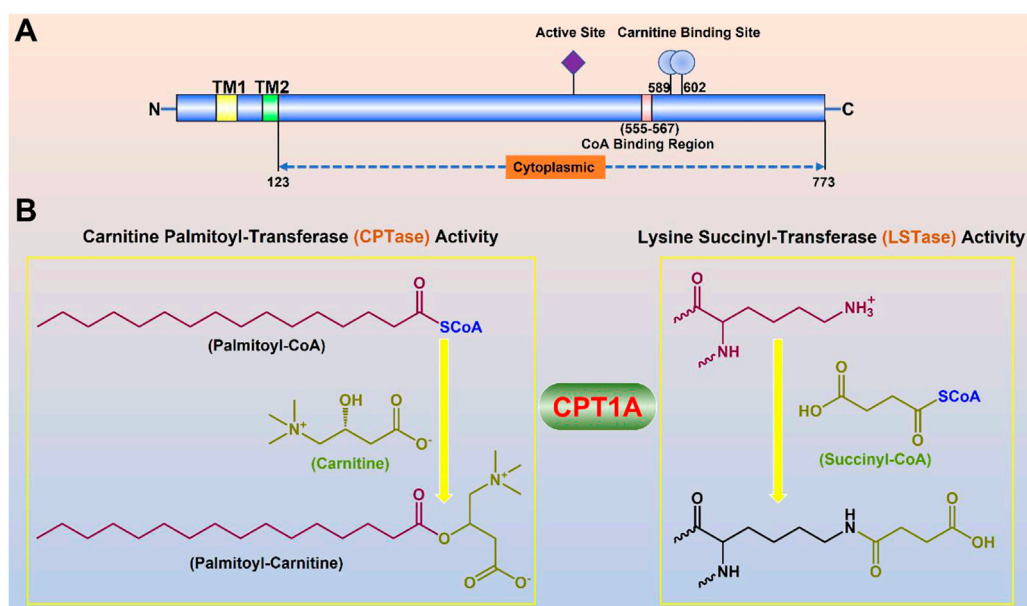 A
Active Site
Carnitine Binding Site
TM1
TM2
589
602
N
C
(555-567)
CoA Binding Region
Cytoplasmic
123
773
B
Carnitine Palmitoyl-Transferase (CPTase) Activity
O
SCoA
(Palmitoyl-CoA)
OH
O
N+
O-
(Carnitine)
N+
O
O
O
O-
(Palmitoyl-Carnitine)
CPT1A
Lysine Succinyl-Transferase (LSTase) Activity
O
NH3+
NH
O
SCoA
HO
O
(Succinyl-CoA)
O
H
N
O
NH
O
OH